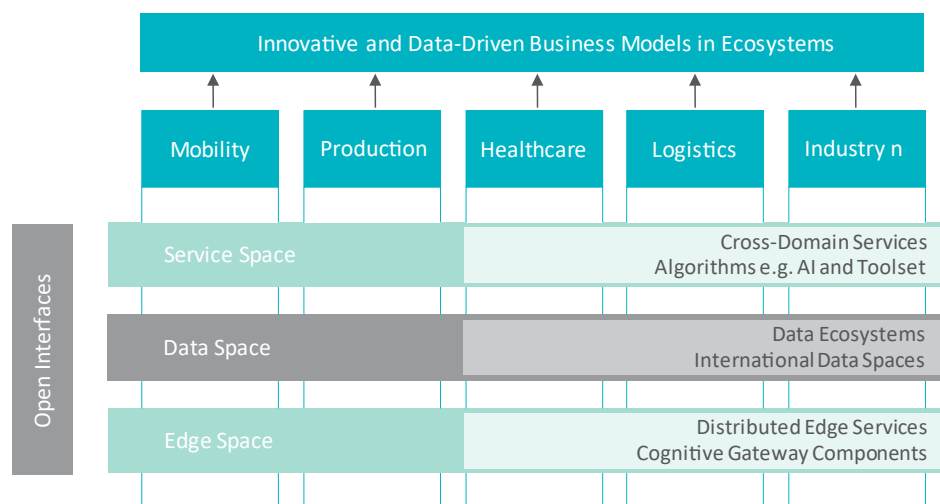 Innovative and Data-Driven Business Models in Ecosystems
Mobility
Production
Healthcare
Logistics
Industry n
Open Interfaces
Service Space
Cross-Domain Services
Algorithms e.g. AI and Toolset
Data Space
Data Ecosystems
International Data Spaces
Edge Space
Distributed Edge Services
Cognitive Gateway Components